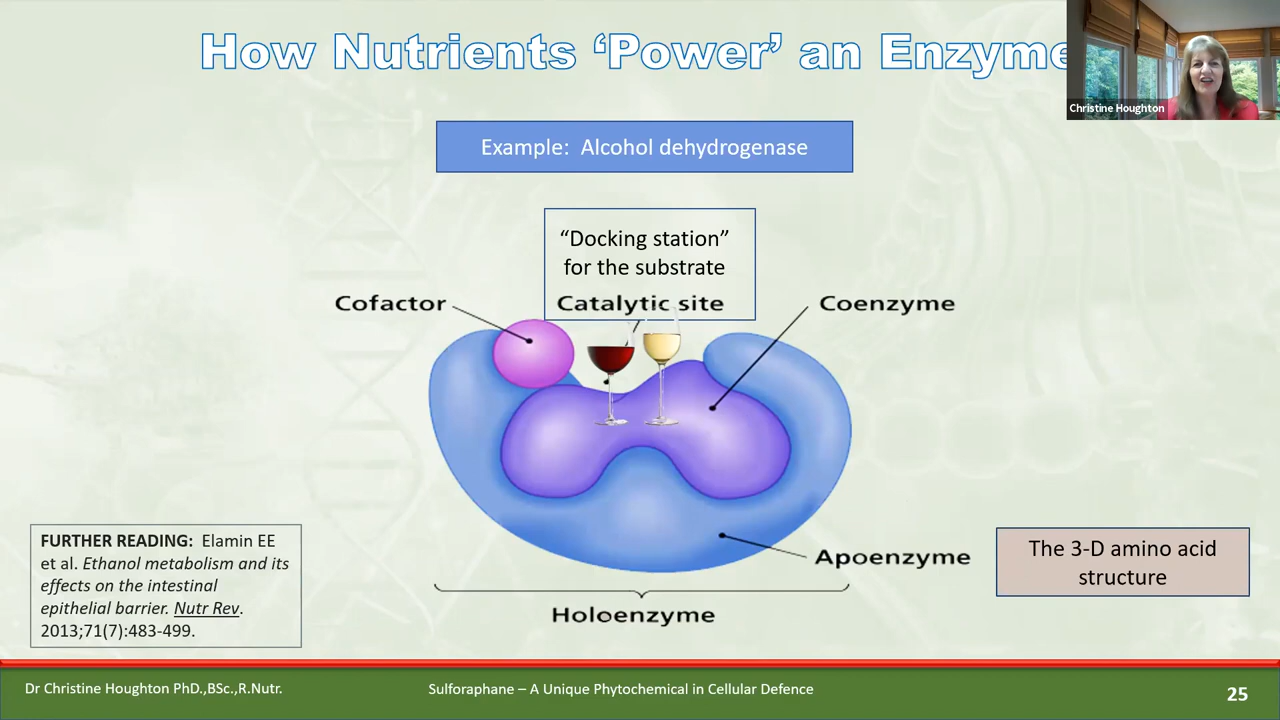 How Nutrients ‘Power’ an Enzyme
Christine Houghton
Example: Alcohol dehydrogenase
“Docking station”
for the substrate
Cofactor
Catalytic site
Coenzyme
Apoenzyme
The 3-D amino acid
structure
Holoenzyme
FURTHER READING: Elamin EE
et al. Ethanol metabolism and its
effects on the intestinal
epithelial barrier. Nutr Rev.
2013;71(7):483-499.
Dr Christine Houghton PhD.,BSc.,R.Nutr.
Sulforaphane – A Unique Phytochemical in Cellular Defence
25